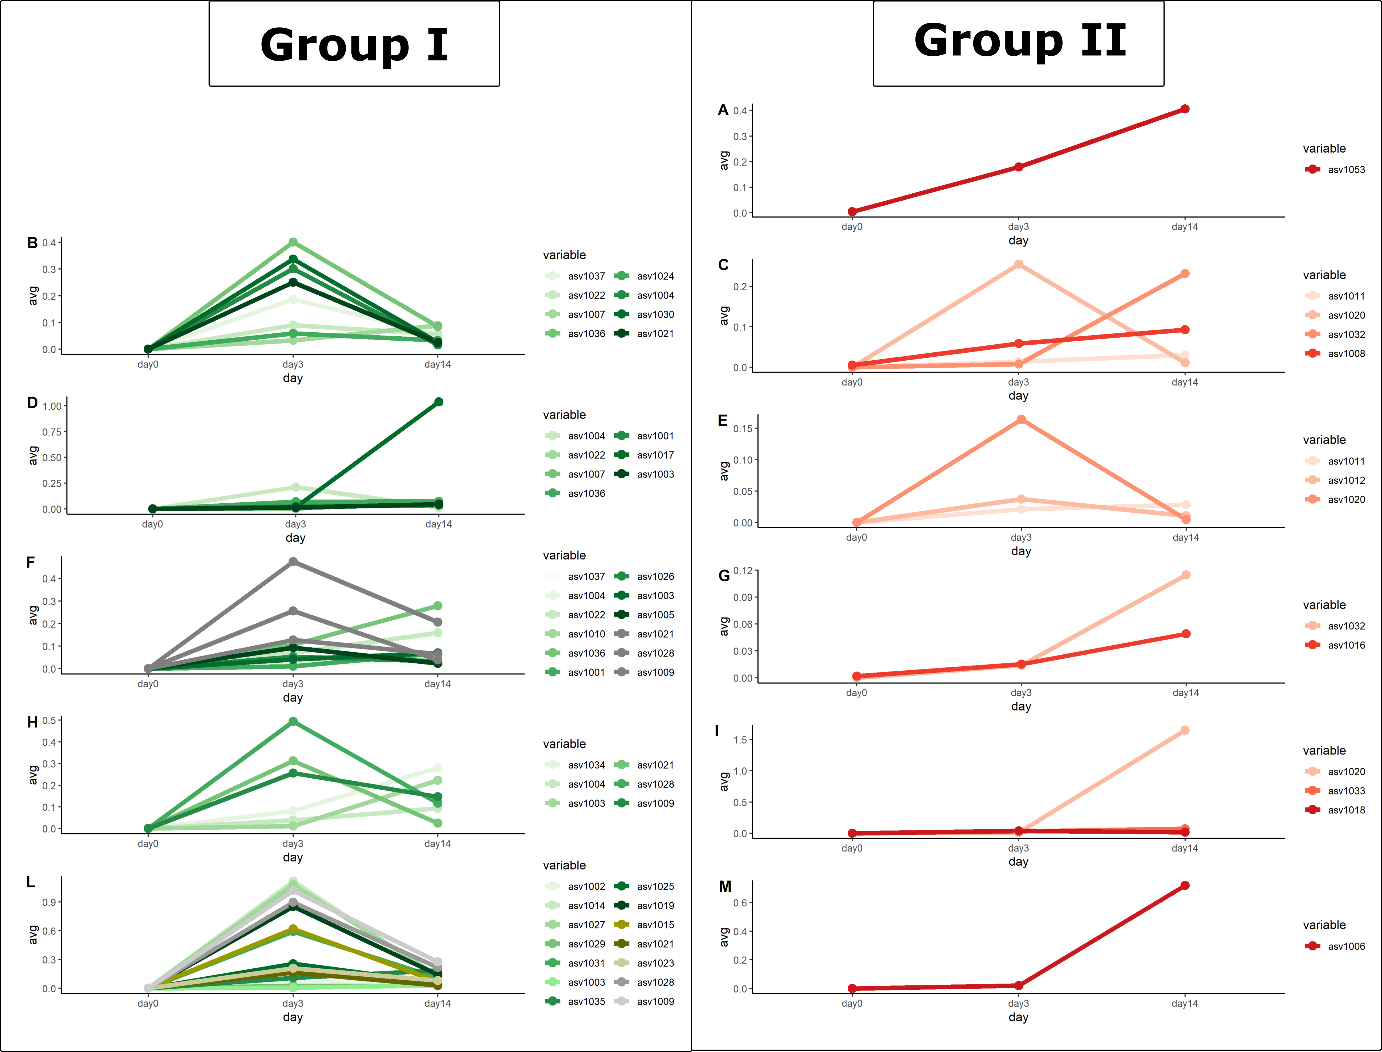 Group I
B
avg
0.4
0.3
0.2
0.1
0.0
day0 day3 day14
day
variable
asv1037 asv1024
asv1022 asv1004
asv1007 asv1030
asv1036 asv1021
D
avg
1.00
0.75
0.50
0.25
0.00
day0 day3 day14
day
variable
asv1004 asv1001
asv1022 asv1017
asv1007 asv1003
asv1036
F
avg
0.4
0.3
0.2
0.1
0.0
day0 day3 day14
day
variable
asv1037 asv1026
asv1004 asv1003
asv1022 asv1005
asv1010 asv1021
asv1036 asv1028
asv1001 asv1009
H
avg
0.5
0.4
0.3
0.2
0.1
0.0
day0 day3 day14
day
variable
asv1034 asv1021
asv1004 asv1028
asv1003 asv1009
L
avg
0.9
0.6
0.3
0.0
day0 day3 day14
day
variable
asv1002 asv1025
asv1014 asv1019
asv1027 asv1015
asv1029 asv1021
asv1031 asv1023
asv1003 asv1028
asv1035 asv1009
Group II
A
avg
0.4
0.3
0.2
0.1
0.0
day0 day3 day14
day
variable
asv1053
C
avg
0.2
0.1
0.0
day0 day3 day14
day
variable
asv1011
asv1020
asv1032
asv1008
E
avg
0.15
0.10
0.05
0.00
day0 day3 day14
day
variable
asv1011
asv1012
asv1020
G
avg
0.12
0.09
0.06
0.03
0.00
day0 day3 day14
day
variable
asv1032
asv1016
I
avg
1.5
1.0
0.5
0.0
day0 day3 day14
day
variable
asv1020
asv1033
asv1018
M
avg
0.6
0.4
0.2
0.0
day0 day3 day14
day
variable
asv1006